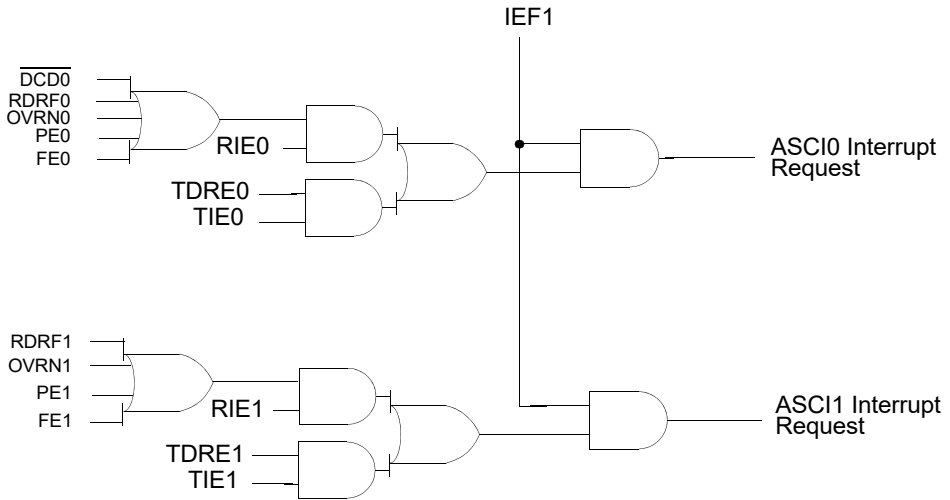 IEF1
DCD0
RDRF0
OVRN0
PE0
FE0
RIE0
TDRE0
TIE0
ASCI0 Interrupt
Request
RDRF1
OVRN1
PE1
FE1
RIE1
TDRE1
TIE1
ASCI1 Interrupt
Request